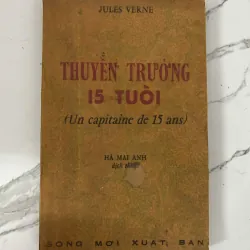 JULES VERNE
THUYỀN TRƯỞNG
15 TUỔI
(Un capitaine de 15 ans)
HÀ MAI ANH
dịch thuật
SỐNG MỚI XUẤT BẢN